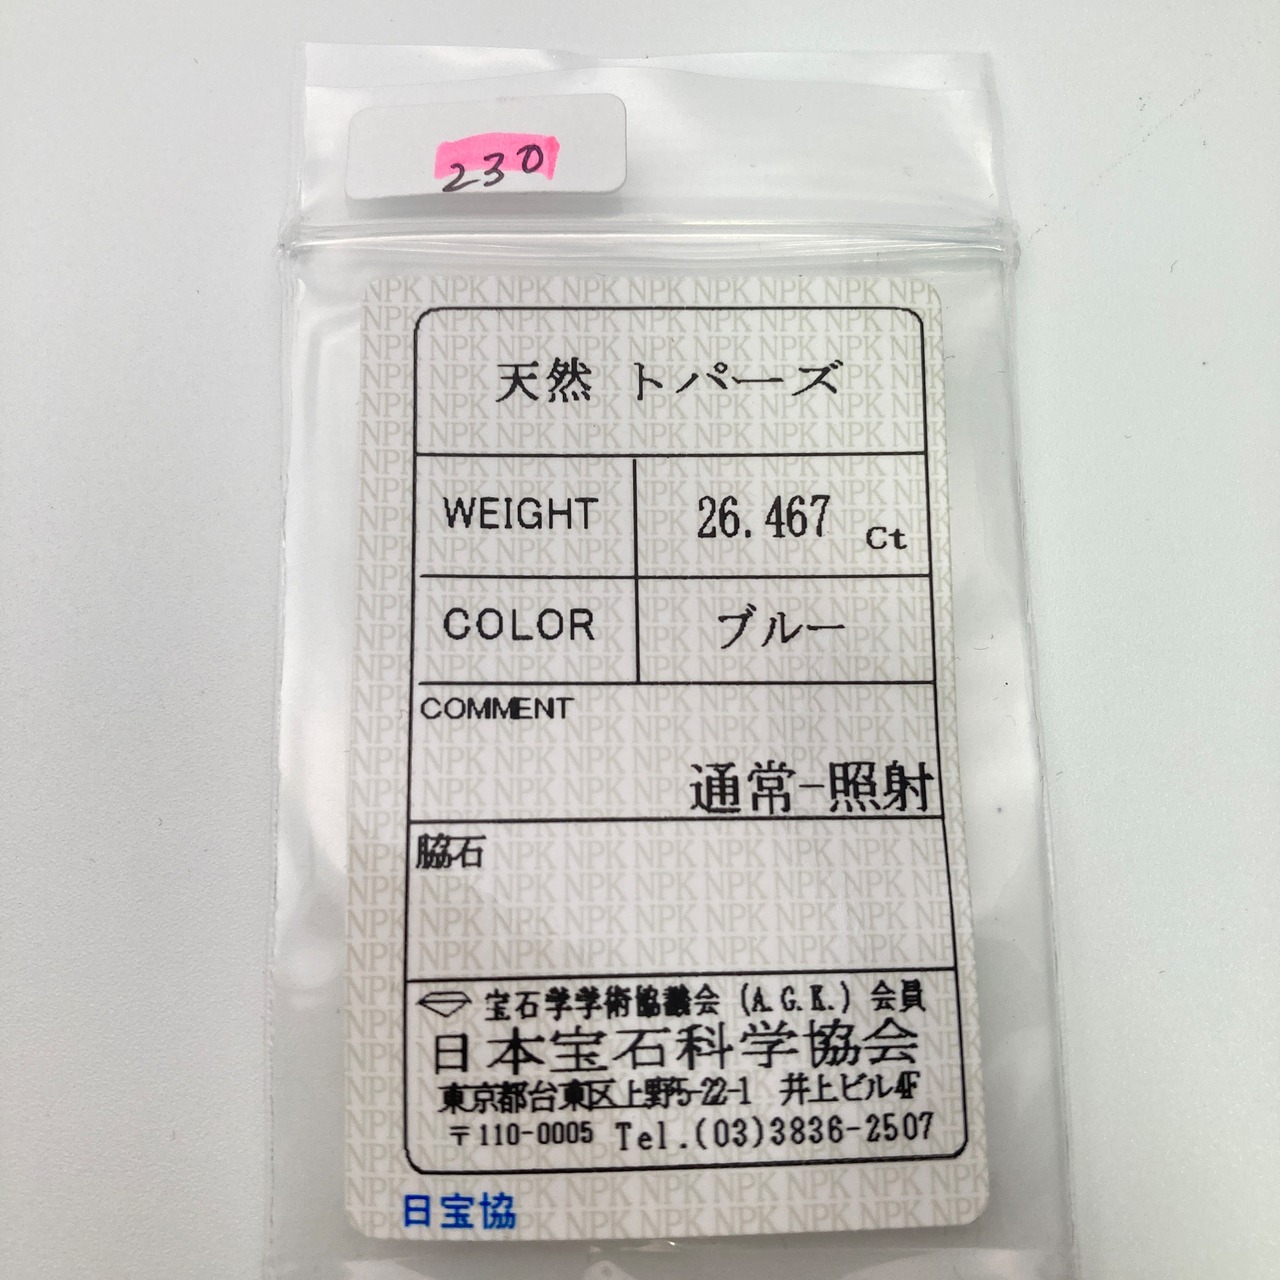 230
天然 トパーズ
WEIGHT 26.467 Ct
COLOR ブルー
COMMENT
通常-照射
脇石
宝石学学術協議会 (A.G.K.) 会員
日本宝石科学協会
東京都台東区上野5-22-1 井上ビル4F
〒110-0005 Tel.(03)3836-2507
日宝協